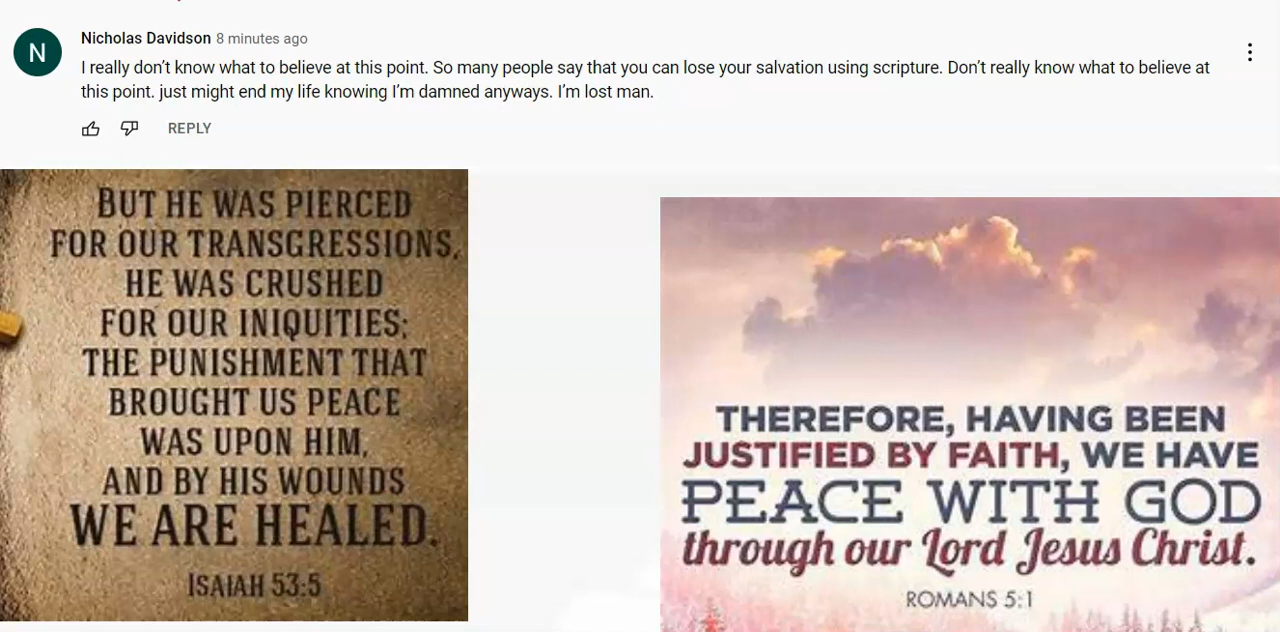 N
Nicholas Davidson 8 minutes ago
I really don’t know what to believe at this point. So many people say that you can lose your salvation using scripture. Don’t really know what to believe at
this point. just might end my life knowing I’m damned anyways. I’m lost man.
REPLY
BUT HE WAS PIERCED
FOR OUR TRANSGRESSIONS,
HE WAS CRUSHED
FOR OUR INIQUITIES;
THE PUNISHMENT THAT
BROUGHT US PEACE
WAS UPON HIM,
AND BY HIS WOUNDS
WE ARE HEALED.
ISAIAH 53:5
THEREFORE, HAVING BEEN
JUSTIFIED BY FAITH, WE HAVE
PEACE WITH GOD
through our Lord Jesus Christ.
ROMANS 5:1